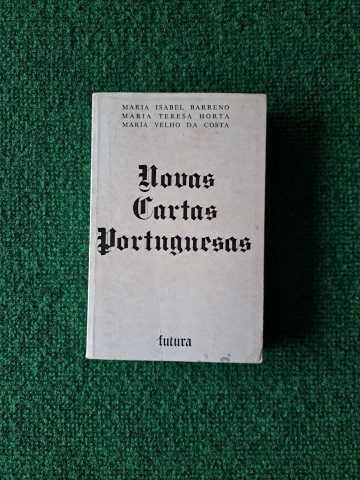 MARIA ISABEL BARRENO
MARIA TERESA HORTA
MARIA VELHO DA COSTA
Novas
Cartas
Portuguesas
futura